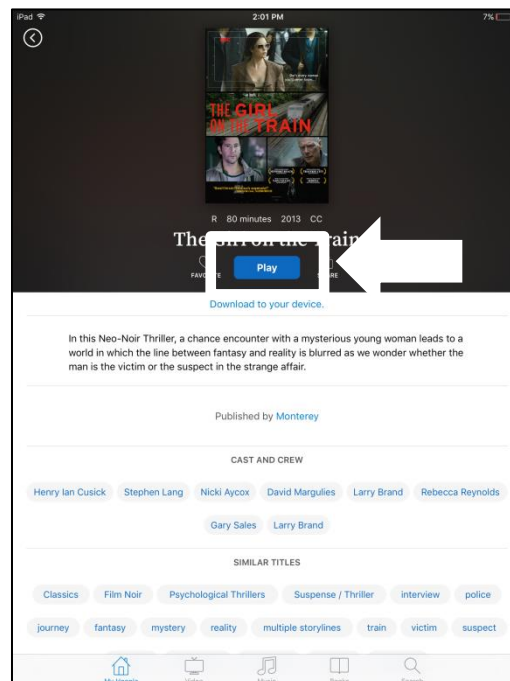 iPad 2:01 PM 7%
THE GIRL
ON THE TRAIN
R 80 minutes 2013 CC
The Girl on the Train
Play
Download to your device.
In this Neo-Noir Thriller, a chance encounter with a mysterious young woman leads to a
world in which the line between fantasy and reality is blurred as we wonder whether the
man is the victim or the suspect in the strange affair.
Published by Monterey
CAST AND CREW
Henry Ian Cusick Stephen Lang Nicki Aycox David Margulies Larry Brand Rebecca Reynolds
Gary Sales Larry Brand
SIMILAR TITLES
Classics Film Noir Psychological Thrillers Suspense / Thriller interview police
journey fantasy mystery reality multiple storylines train victim suspect